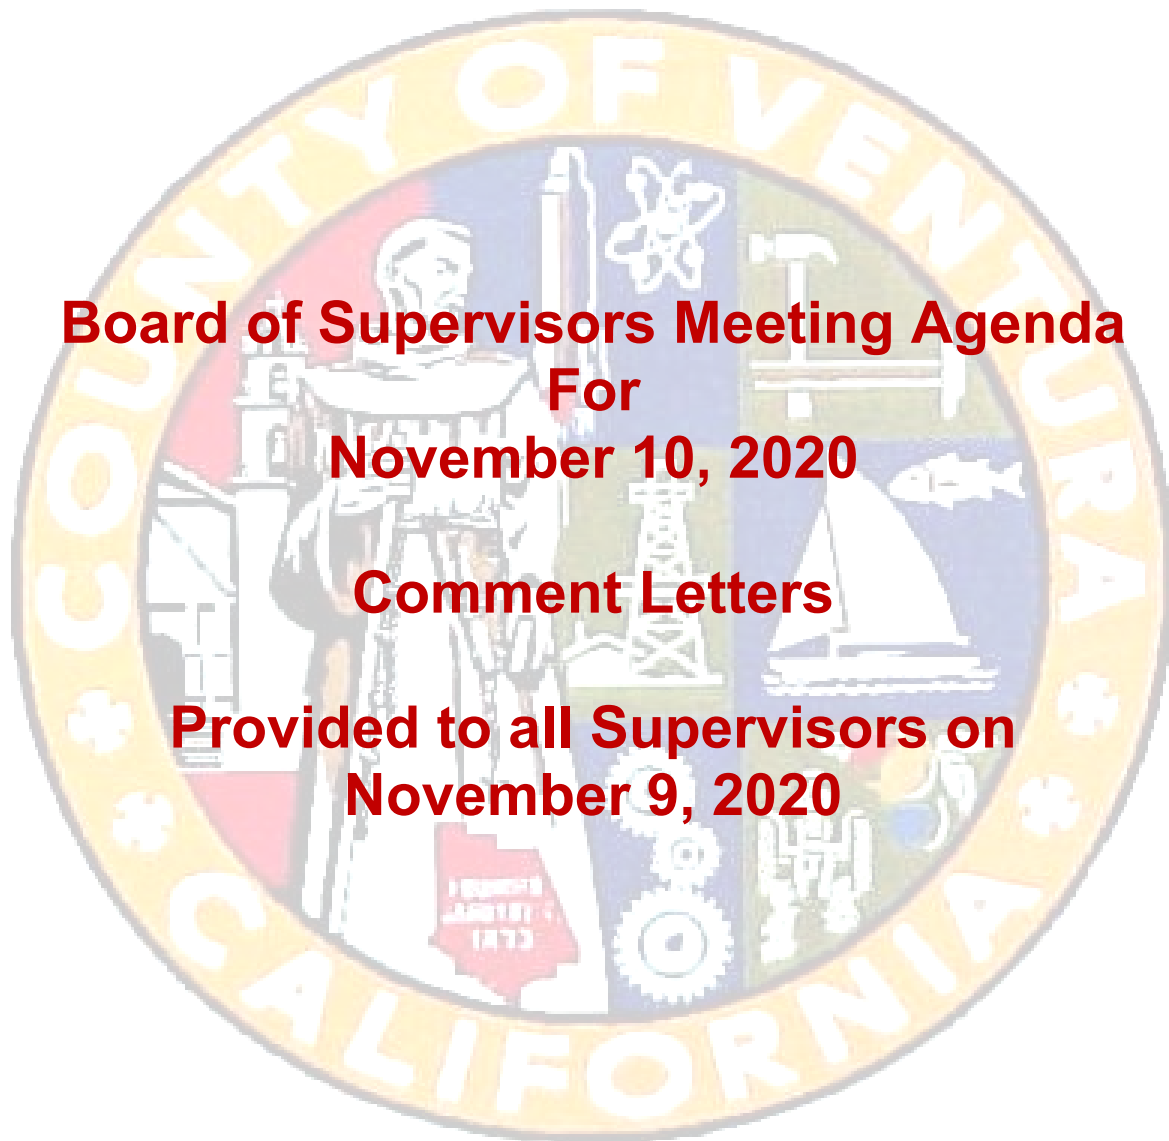 COUNTY OF VENTURA
Board of Supervisors Meeting Agenda
For
November 10, 2020
Comment Letters
Provided to all Supervisors on
November 9, 2020
1873
CALIFORNIA